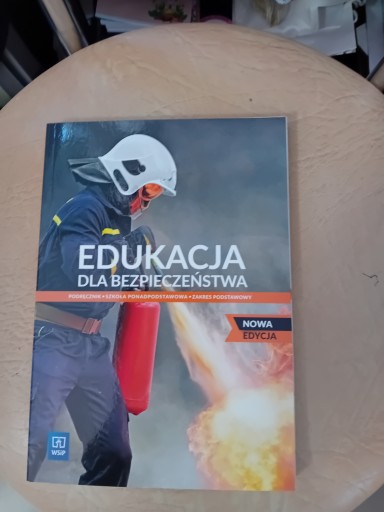 EDUKACJA
DLA BEZPIECZEŃSTWA
PODRĘCZNIK • SZKOŁA PONADPODSTAWOWA • ZAKRES PODSTAWOWY
NOWA
EDYCJA
WSiP